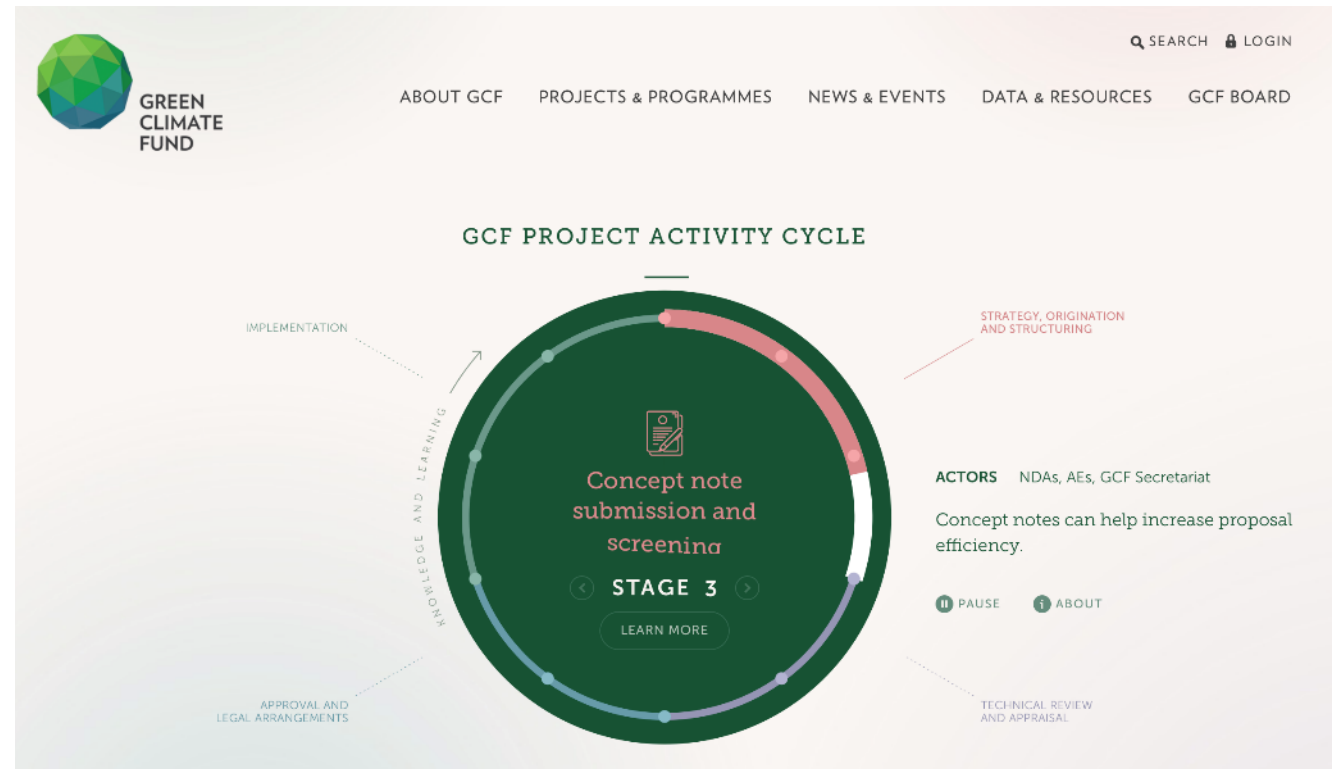 SEARCH LOGIN
GREEN
CLIMATE
FUND
ABOUT GCF PROJECTS & PROGRAMMES NEWS & EVENTS DATA & RESOURCES GCF BOARD
GCF PROJECT ACTIVITY CYCLE
IMPLEMENTATION
STRATEGY, ORIGINATION
AND STRUCTURING
KNOWLEDGE AND LEARNING
Concept note
submission and
screening
STAGE 3
LEARN MORE
ACTORS NDAs, AEs, GCF Secretariat
Concept notes can help increase proposal
efficiency.
PAUSE ABOUT
APPROVAL AND
LEGAL ARRANGEMENTS
TECHNICAL REVIEW
AND APPRAISAL